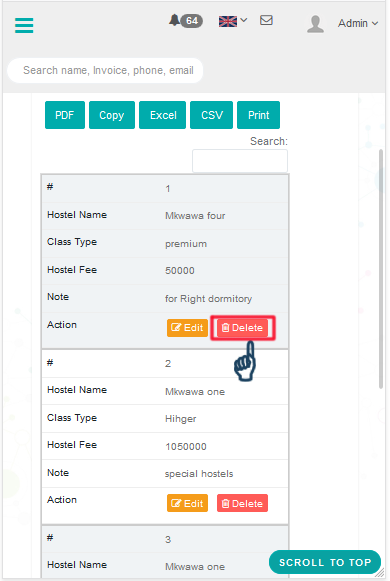 64
Admin
Search name, Invoice, phone, email
PDF Copy Excel CSV Print
Search:
# 1
Hostel Name Mkwawa four
Class Type premium
Hostel Fee 50000
Note for Right dormitory
Action Edit Delete
# 2
Hostel Name Mkwawa one
Class Type Hihger
Hostel Fee 1050000
Note special hostels
Action Edit Delete
# 3
Hostel Name Mkwawa one
SCROLL TO TOP